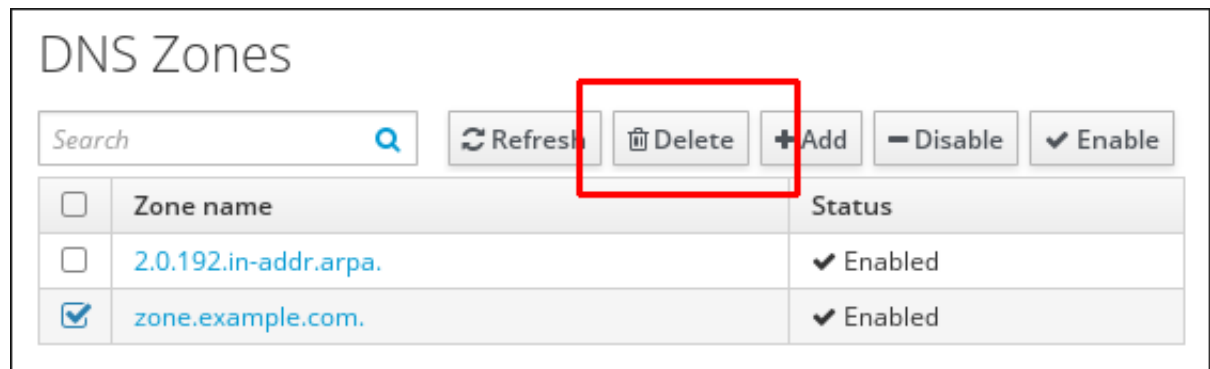 DNS Zones
Search Refresh Delete Add Disable Enable
Zone name Status
2.0.192.in-addr.arpa. Enabled
zone.example.com. Enabled